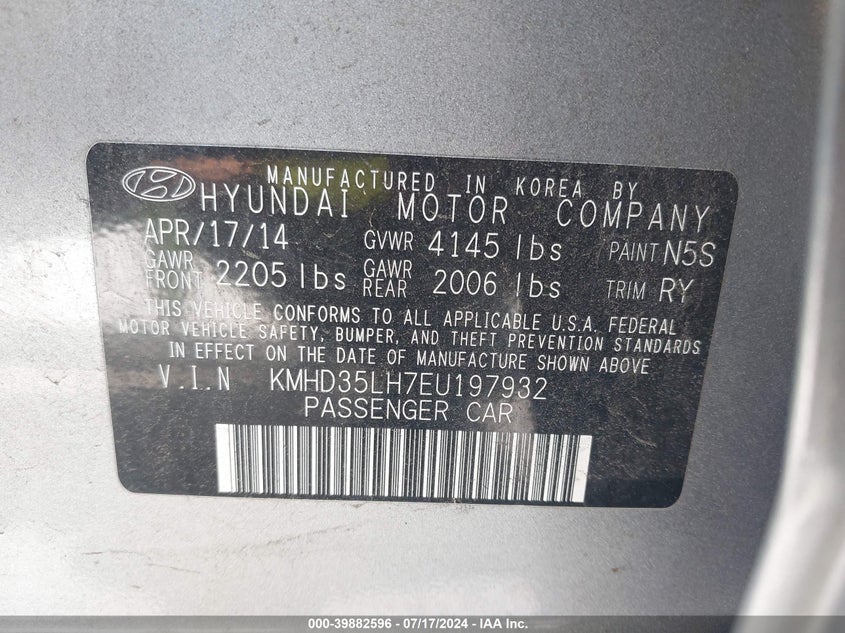 MANUFACTURED IN KOREA BY
HYUNDAI MOTOR COMPANY
APR/17/14 GVWR 4145 lbs PAINT N5S
GAWR FRONT 2205 lbs GAWR REAR 2006 lbs TRIM RY
THIS VEHICLE CONFORMS TO ALL APPLICABLE U.S.A. FEDERAL
MOTOR VEHICLE SAFETY, BUMPER, AND THEFT PREVENTION STANDARDS
IN EFFECT ON THE DATE OF MANUFACTURE SHOWN ABOVE
V.I.N KMHD35LH7EU197932
PASSENGER CAR
000-39882596 - 07/17/2024 - IAA Inc.